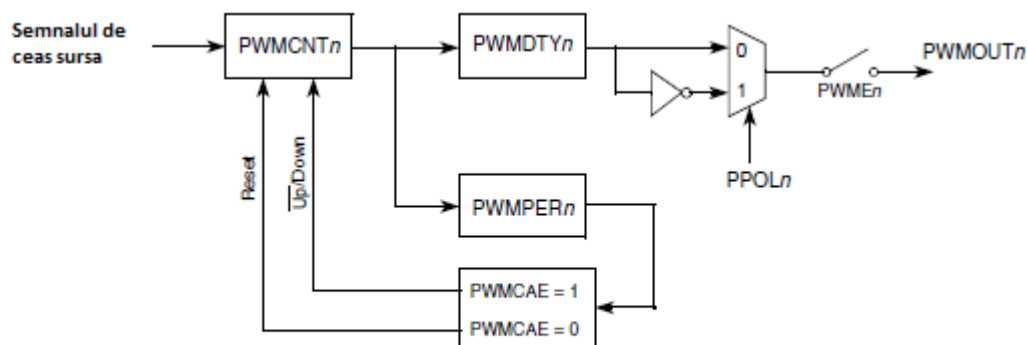 Semnalul de
ceas sursa
PWMCNTn
PWMDTYn
0
1
PWMEn
PWMOUTn
PPOLn
Reset
Up/Down
PWMPERn
PWMCAE = 1
PWMCAE = 0